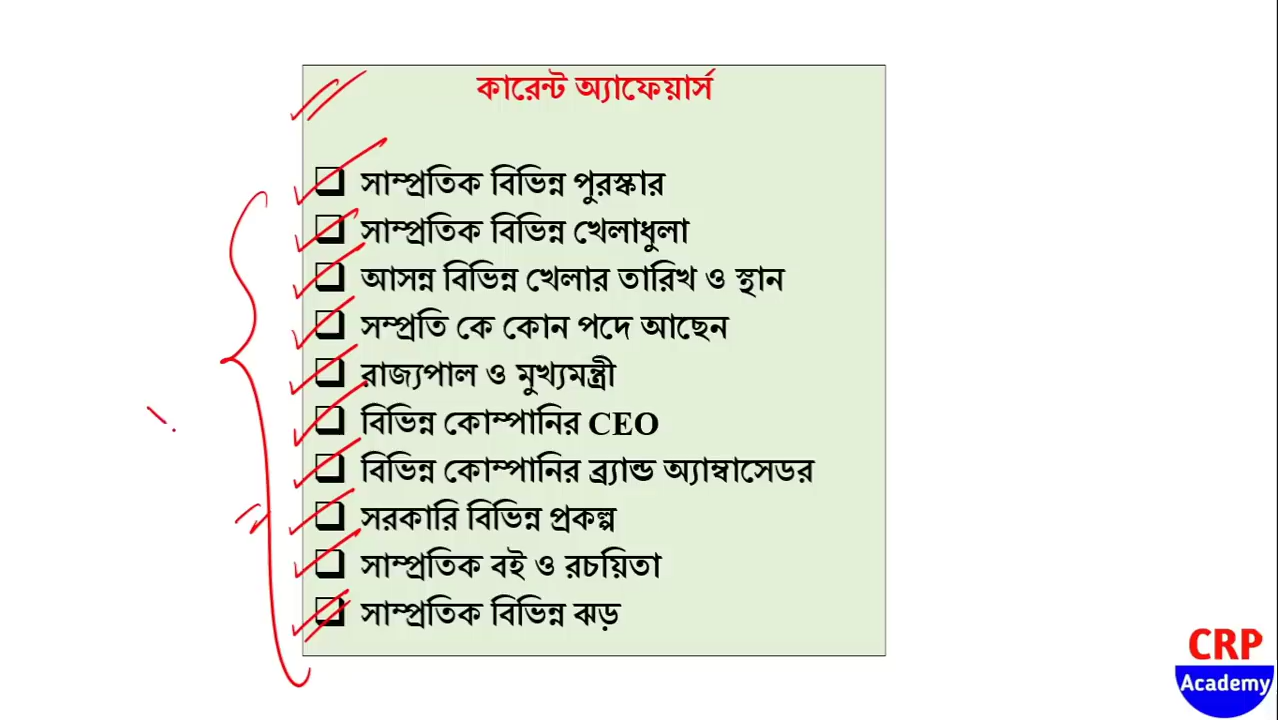 কারেন্ট অ্যাফেয়ার্স
সাম্প্রতিক বিভিন্ন পুরস্কার
সাম্প্রতিক বিভিন্ন খেলাধুলা
আসন্ন বিভিন্ন খেলার তারিখ ও স্থান
সম্প্রতি কে কোন পদে আছেন
রাজ্যপাল ও মুখ্যমন্ত্রী
বিভিন্ন কোম্পানির CEO
বিভিন্ন কোম্পানির ব্র্যান্ড অ্যাম্বাসেডর
সরকারি বিভিন্ন প্রকল্প
সাম্প্রতিক বই ও রচয়িতা
সাম্প্রতিক বিভিন্ন ঝড়
CRP
Academy